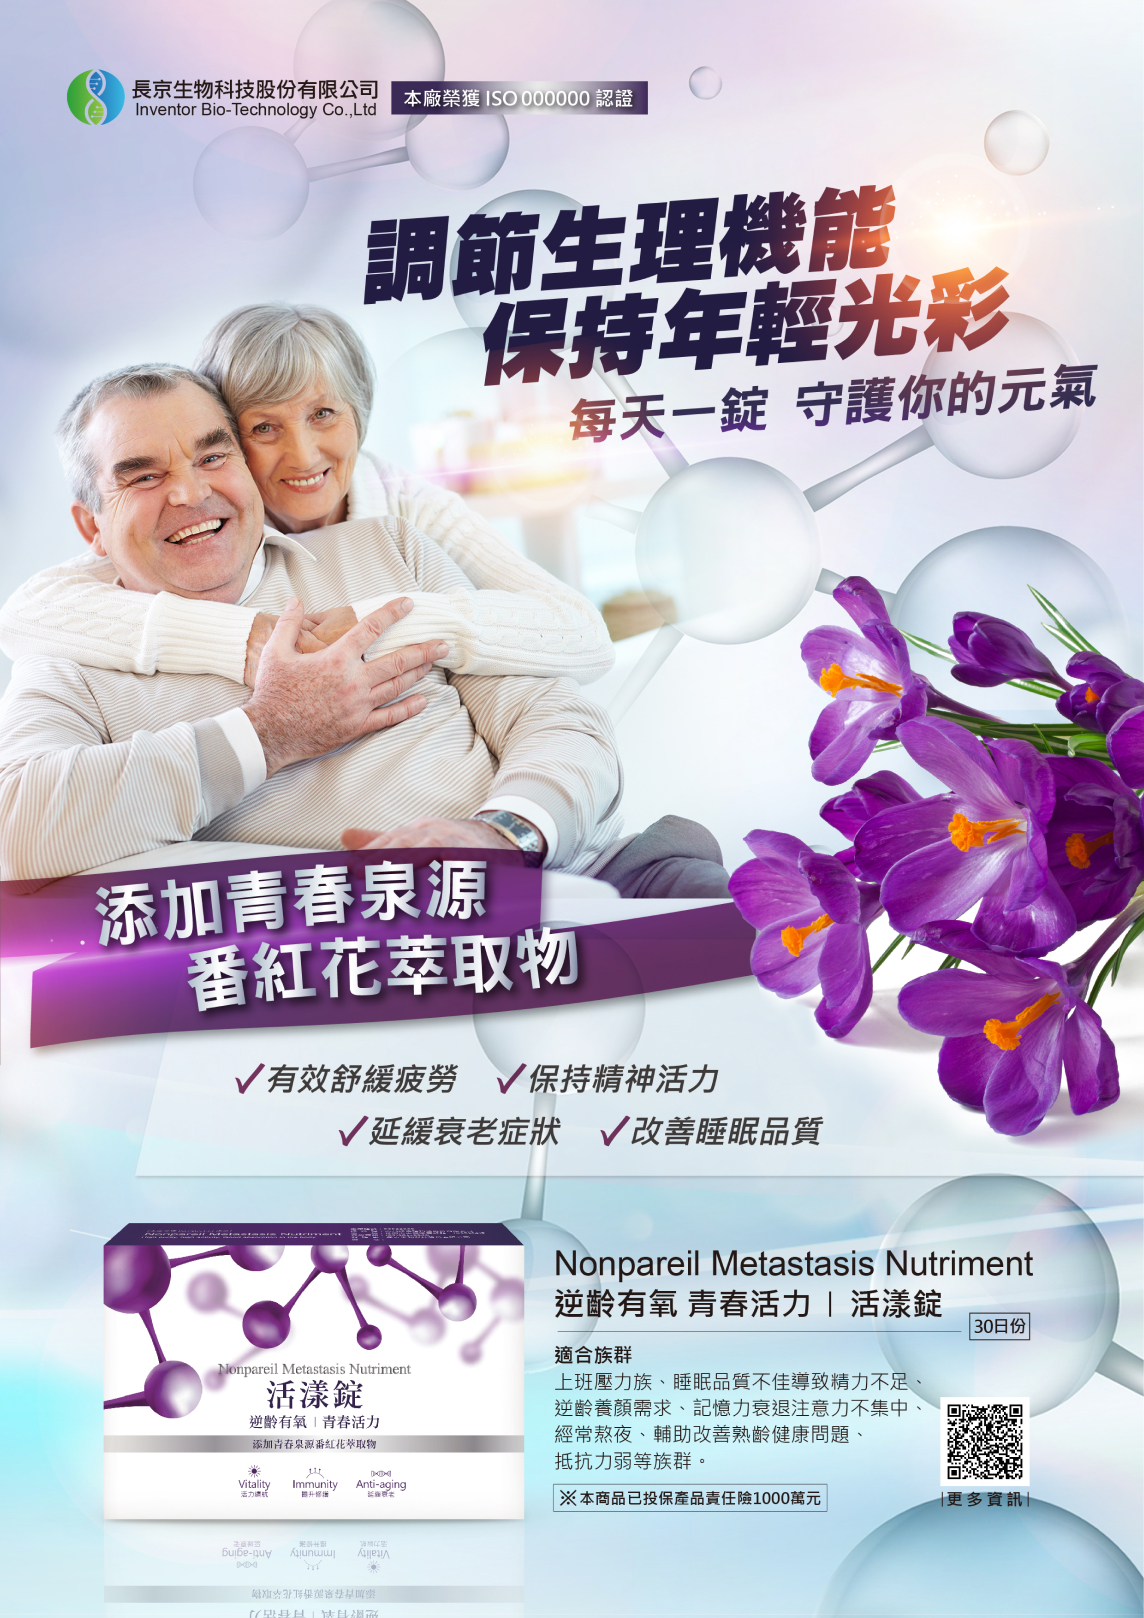 長京生物科技股份有限公司
Inventor Bio-Technology Co.,Ltd
本廠榮獲 ISO 000000 認證
調節生理機能
保持年輕光彩
每天一錠 守護你的元氣
添加青春泉源
番紅花萃取物
✓有效舒緩疲勞 ✓保持精神活力
✓延緩衰老症狀 ✓改善睡眠品質
Nonpareil Metastasis Nutriment
Nonpareil Metastasis Nutriment
活漾錠
逆齡有氧 | 青春活力
添加青春泉源番紅花萃取物
Vitality Immunity Anti-aging
Nonpareil Metastasis Nutriment
逆齡有氧 青春活力 | 活漾錠
30日份
適合族群
上班壓力族、睡眠品質不佳導致精力不足、
逆齡養顏需求、記憶力衰退注意力不集中、
經常熬夜、輔助改善熟齡健康問題、
抵抗力弱等族群。
※本商品已投保產品責任險1000萬元
|更多資訊|